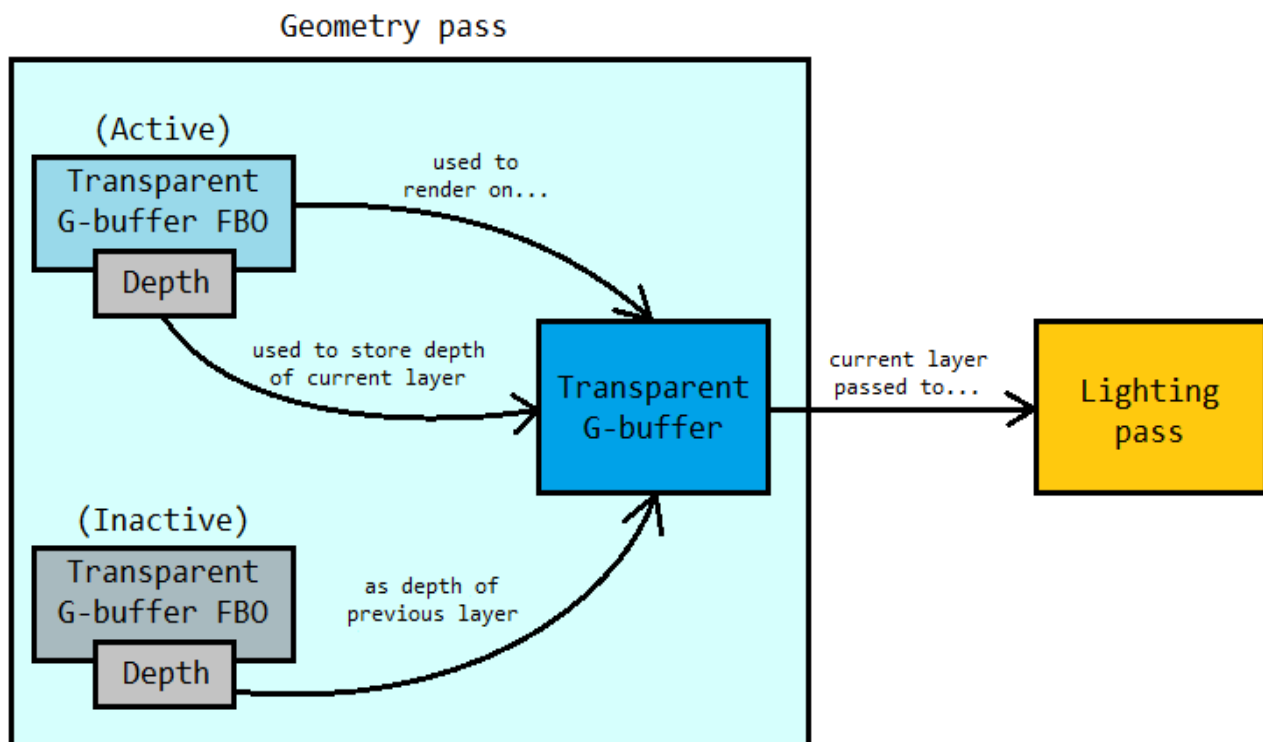 Geometry pass
(Active)
Transparent
G-buffer FBO
Depth
used to
render on...
used to store depth
of current layer
Transparent
G-buffer
current layer
passed to...
Lighting
pass
(Inactive)
Transparent
G-buffer FBO
Depth
as depth of
previous layer